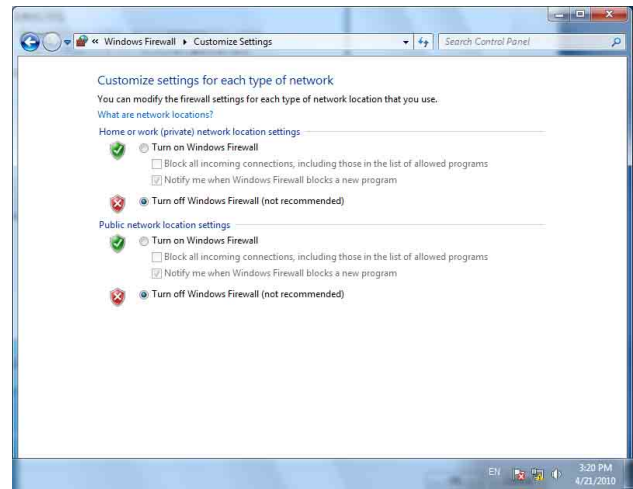 « Windows Firewall ▸ Customize Settings
Search Control Panel
Customize settings for each type of network
You can modify the firewall settings for each type of network location that you use.
What are network locations?
Home or work (private) network location settings
Turn on Windows Firewall
Block all incoming connections, including those in the list of allowed programs
Notify me when Windows Firewall blocks a new program
Turn off Windows Firewall (not recommended)
Public network location settings
Turn on Windows Firewall
Block all incoming connections, including those in the list of allowed programs
Notify me when Windows Firewall blocks a new program
Turn off Windows Firewall (not recommended)
EN
3:20 PM
4/21/2010